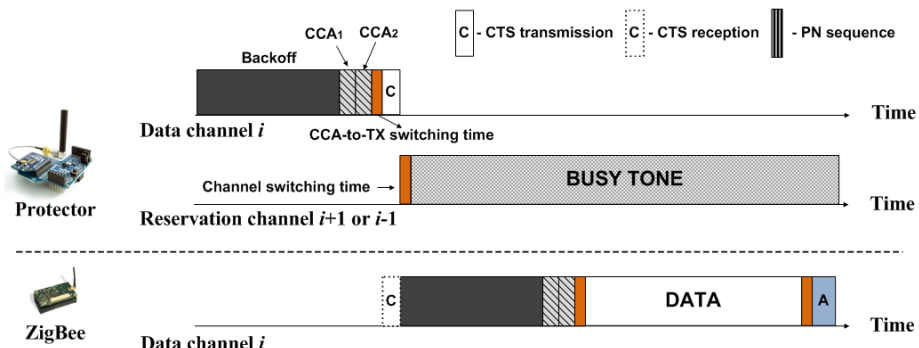 C - CTS transmission C - CTS reception - PN sequence
CCA1 CCA2
Backoff
C
Time
Data channel i
CCA-to-TX switching time
Protector
Channel switching time
BUSY TONE
Time
Reservation channel i+1 or i-1
C
DATA
A
Time
ZigBee
Data channel i